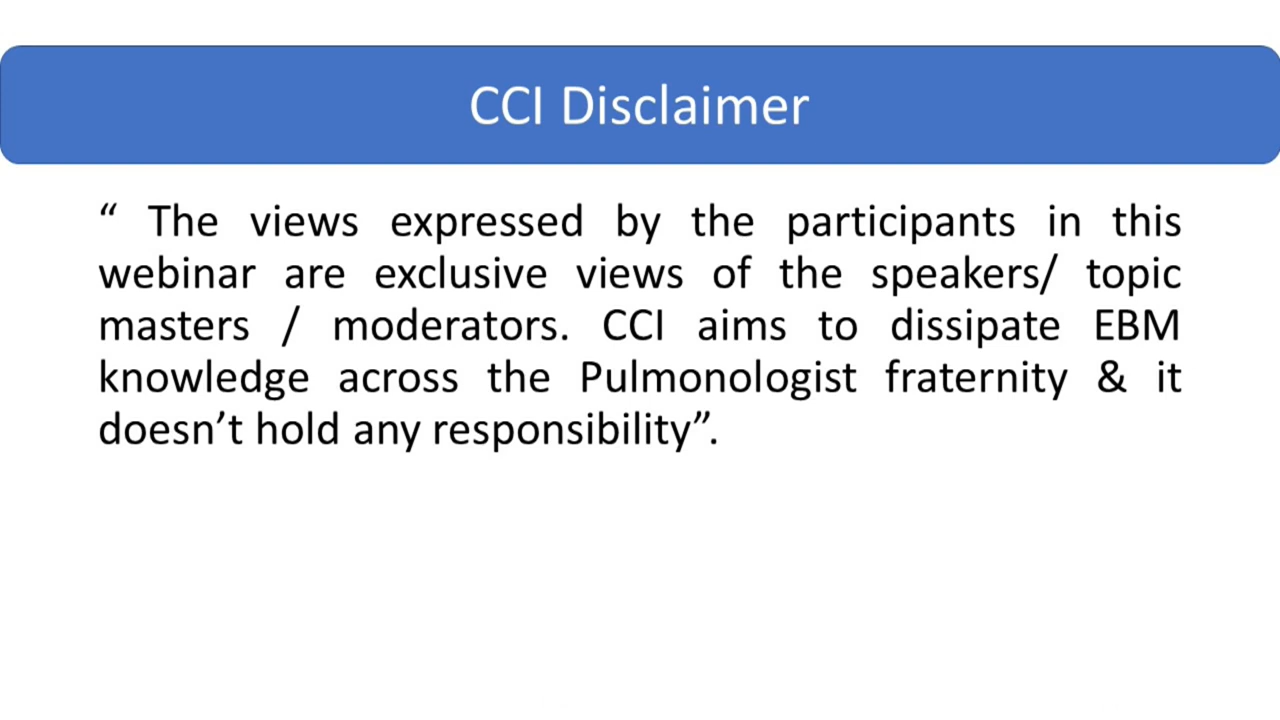 CCI Disclaimer
“ The views expressed by the participants in this
webinar are exclusive views of the speakers/ topic
masters / moderators. CCI aims to dissipate EBM
knowledge across the Pulmonologist fraternity & it
doesn’t hold any responsibility”.